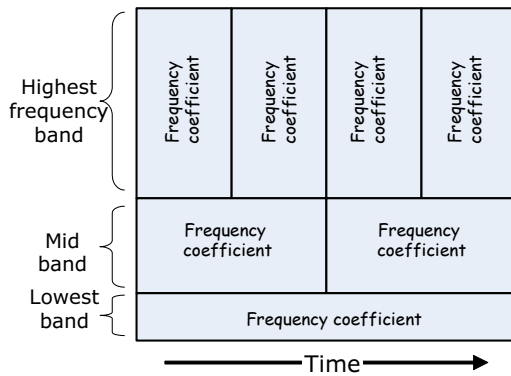 Highest
frequency
band
Frequency
coefficient
Frequency
coefficient
Frequency
coefficient
Frequency
coefficient
Mid
band
Frequency
coefficient
Frequency
coefficient
Lowest
band
Frequency coefficient
Time